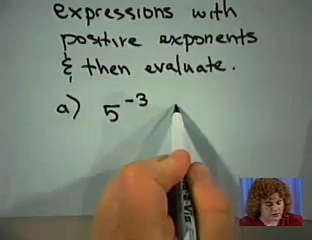 expressions with
positive exponents
& then evaluate.
a) 5⁻³